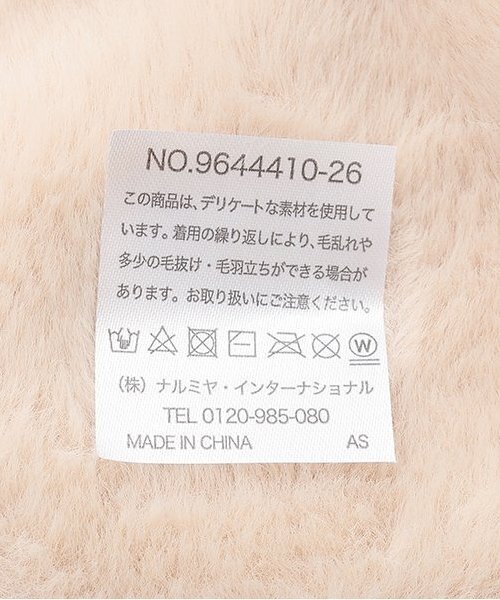 NO.9644410-26
この商品は、デリケートな素材を使用して
います。着用の繰り返しにより、毛乱れや
多少の毛抜け・毛羽立ちができる場合が
あります。お取り扱いにご注意ください。
W
（株）ナルミヤ・インターナショナル
TEL 0120-985-080
MADE IN CHINA AS